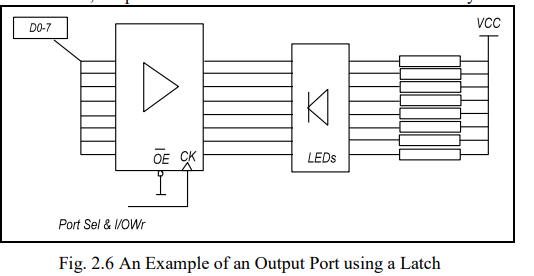 D0-7
VCC
OE CK
LEDs
Port Sel & I/OWr
Fig. 2.6 An Example of an Output Port using a Latch